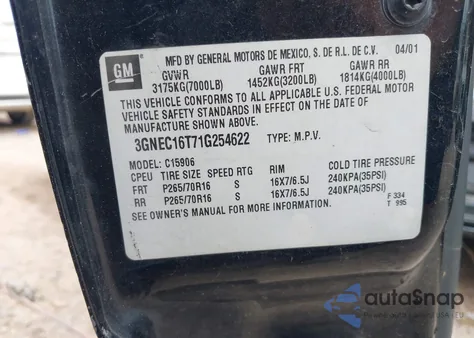 GM
MFD BY GENERAL MOTORS DE MEXICO, S. DE R.L. DE C.V. 04/01
GVWR GAWR FRT GAWR RR
3175KG(7000LB) 1452KG(3200LB) 1814KG(4000LB)
THIS VEHICLE CONFORMS TO ALL APPLICABLE U.S. FEDERAL MOTOR
VEHICLE SAFETY STANDARDS IN EFFECT ON THE DATE OF
MANUFACTURE SHOWN ABOVE.
3GNEC16T71G254622 TYPE: M.P.V.
MODEL: C15906
CPEU TIRE SIZE SPEED RTG RIM COLD TIRE PRESSURE
FRT P265/70R16 S 16X7/6.5J 240KPA(35PSI)
RR P265/70R16 S 16X7/6.5J 240KPA(35PSI)
SEE OWNER'S MANUAL FOR MORE INFORMATION. F 334
T 995
autoSnap